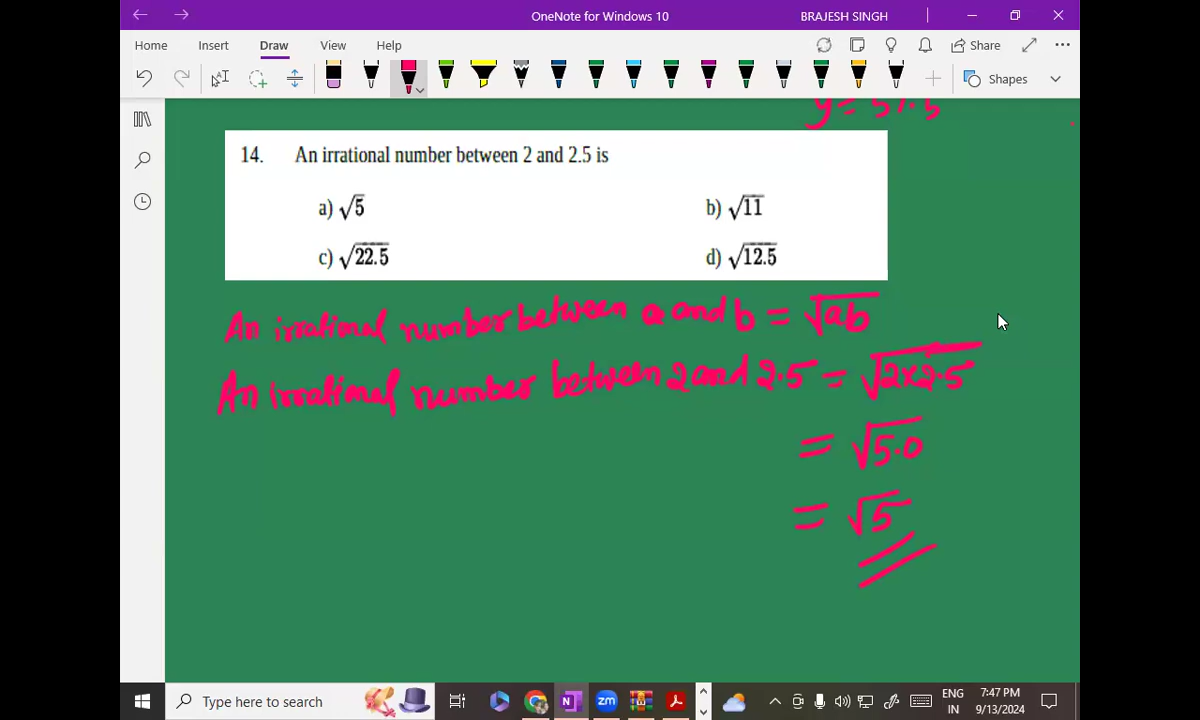 OneNote for Windows 10
BRAJESH SINGH
Home Insert Draw View Help
Share
Shapes
y = 57.5
14. An irrational number between 2 and 2.5 is
a) √5 b) √11
c) √22.5 d) √12.5
An irrational number between a and b = √ab
An irrational number between 2 and 2.5 = √2×2.5
= √5.0
= √5
Type here to search
zm
ENG
IN
7:47 PM
9/13/2024